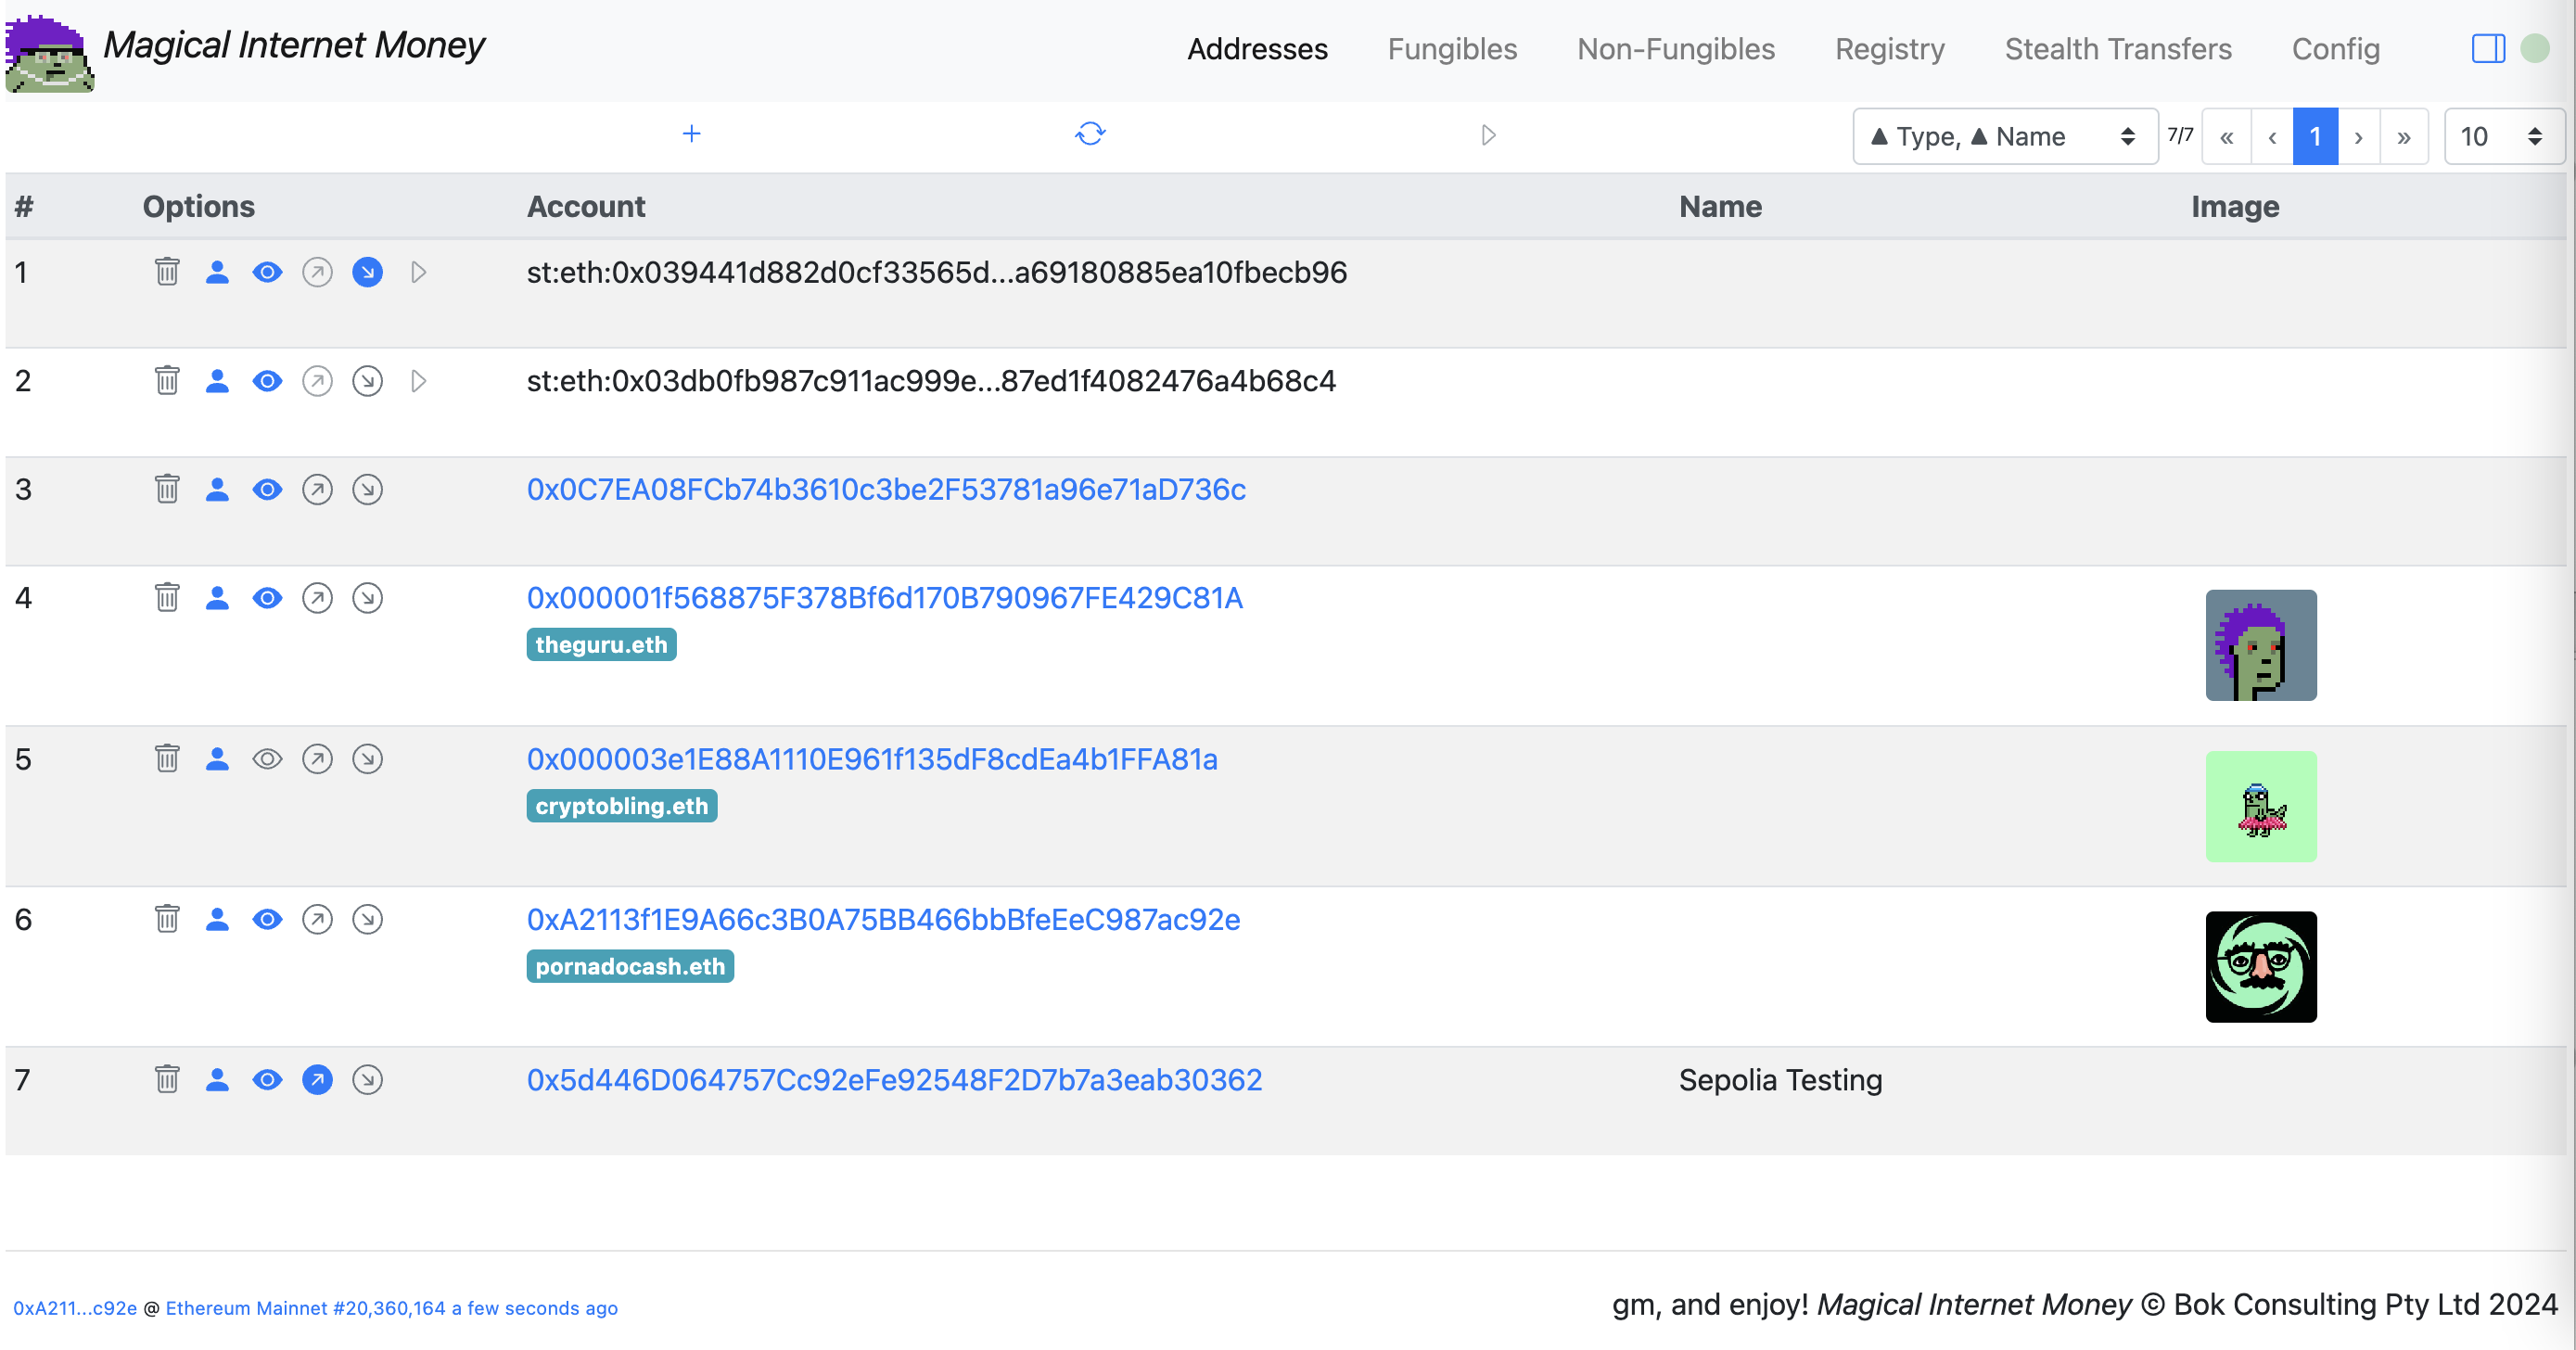 Magical Internet Money
Addresses Fungibles Non-Fungibles Registry Stealth Transfers Config
▲ Type, ▲ Name 7/7 « ‹ 1 › » 10
# Options Account Name Image
1 st:eth:0x039441d882d0cf33565d...a69180885ea10fbecb96
2 st:eth:0x03db0fb987c911ac999e...87ed1f4082476a4b68c4
3 0x0C7EA08FCb74b3610c3be2F53781a96e71aD736c
4 0x000001f568875F378Bf6d170B790967FE429C81A
theguru.eth
5 0x000003e1E88A1110E961f135dF8cdEa4b1FFA81a
cryptobling.eth
6 0xA2113f1E9A66c3B0A75BB466bbBfeEeC987ac92e
pornadocash.eth
7 0x5d446D064757Cc92eFe92548F2D7b7a3eab30362 Sepolia Testing
0xA211...c92e @ Ethereum Mainnet #20,360,164 a few seconds ago
gm, and enjoy! Magical Internet Money © Bok Consulting Pty Ltd 2024